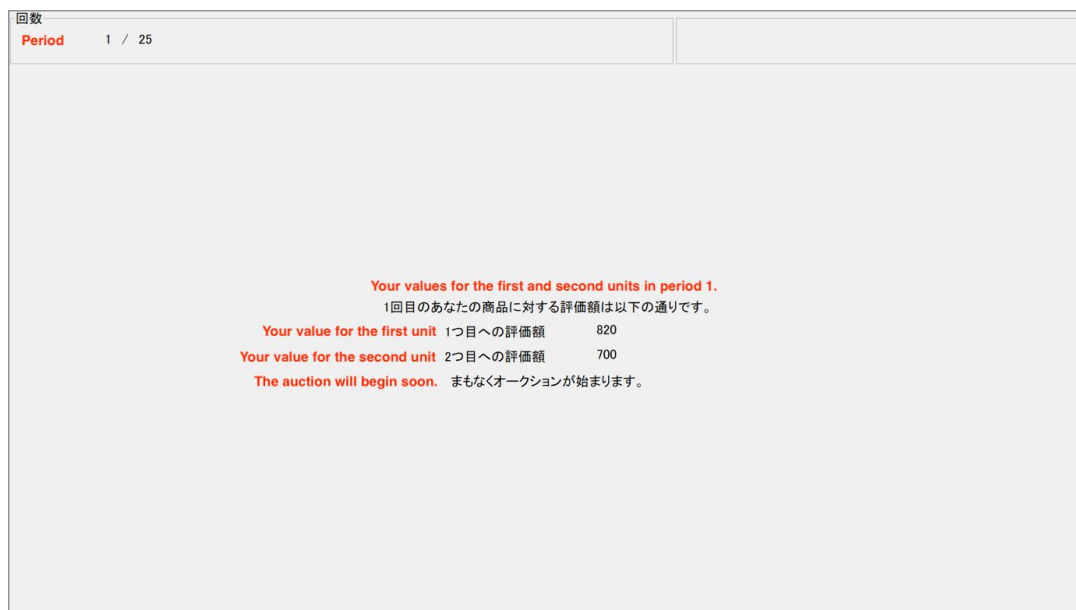 回数
Period 1 / 25
Your values for the first and second units in period 1.
1回目のあなたの商品に対する評価額は以下の通りです。
Your value for the first unit 1つ目への評価額 820
Your value for the second unit 2つ目への評価額 700
The auction will begin soon. まもなくオークションが始まります。